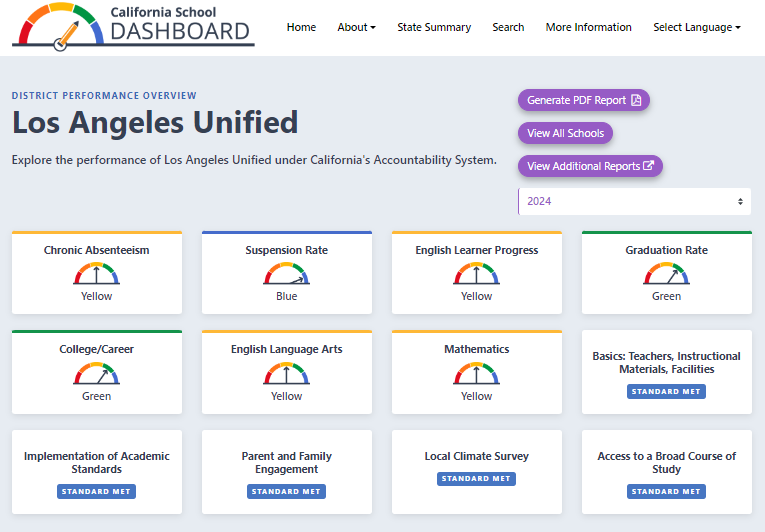 California School
DASHBOARD
Home About State Summary Search More Information Select Language
DISTRICT PERFORMANCE OVERVIEW
Los Angeles Unified
Explore the performance of Los Angeles Unified under California's Accountability System.
Generate PDF Report
View All Schools
View Additional Reports
2024
Chronic Absenteeism
Yellow
Suspension Rate
Blue
English Learner Progress
Yellow
Graduation Rate
Green
College/Career
Green
English Language Arts
Yellow
Mathematics
Yellow
Basics: Teachers, Instructional
Materials, Facilities
STANDARD MET
Implementation of Academic
Standards
STANDARD MET
Parent and Family
Engagement
STANDARD MET
Local Climate Survey
STANDARD MET
Access to a Broad Course of
Study
STANDARD MET